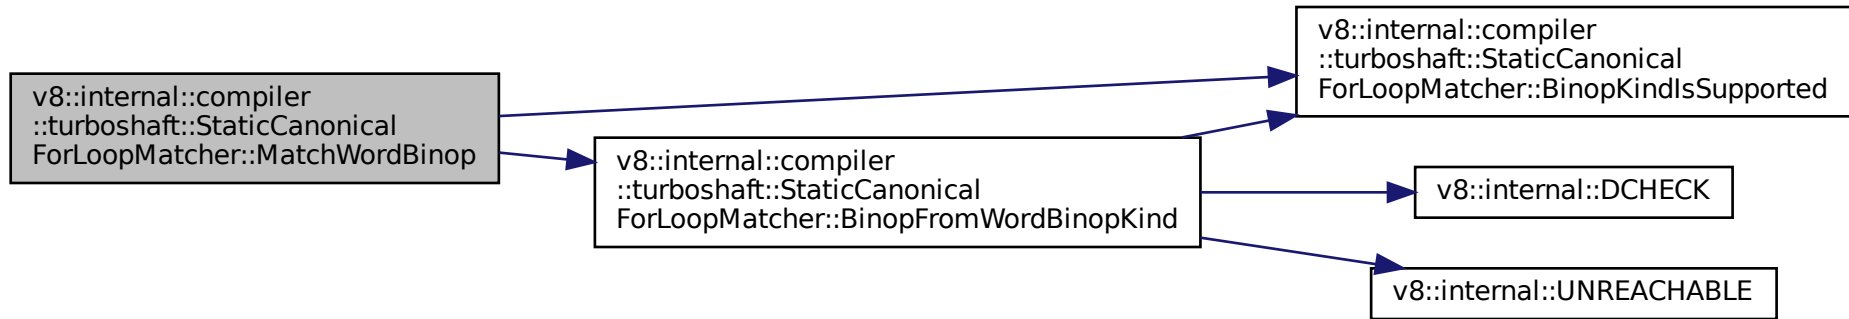 v8::internal::compiler
::turboshaft::StaticCanonical
ForLoopMatcher::MatchWordBinop
v8::internal::compiler
::turboshaft::StaticCanonical
ForLoopMatcher::BinopKindIsSupported
v8::internal::compiler
::turboshaft::StaticCanonical
ForLoopMatcher::BinopFromWordBinopKind
v8::internal::DCHECK
v8::internal::UNREACHABLE